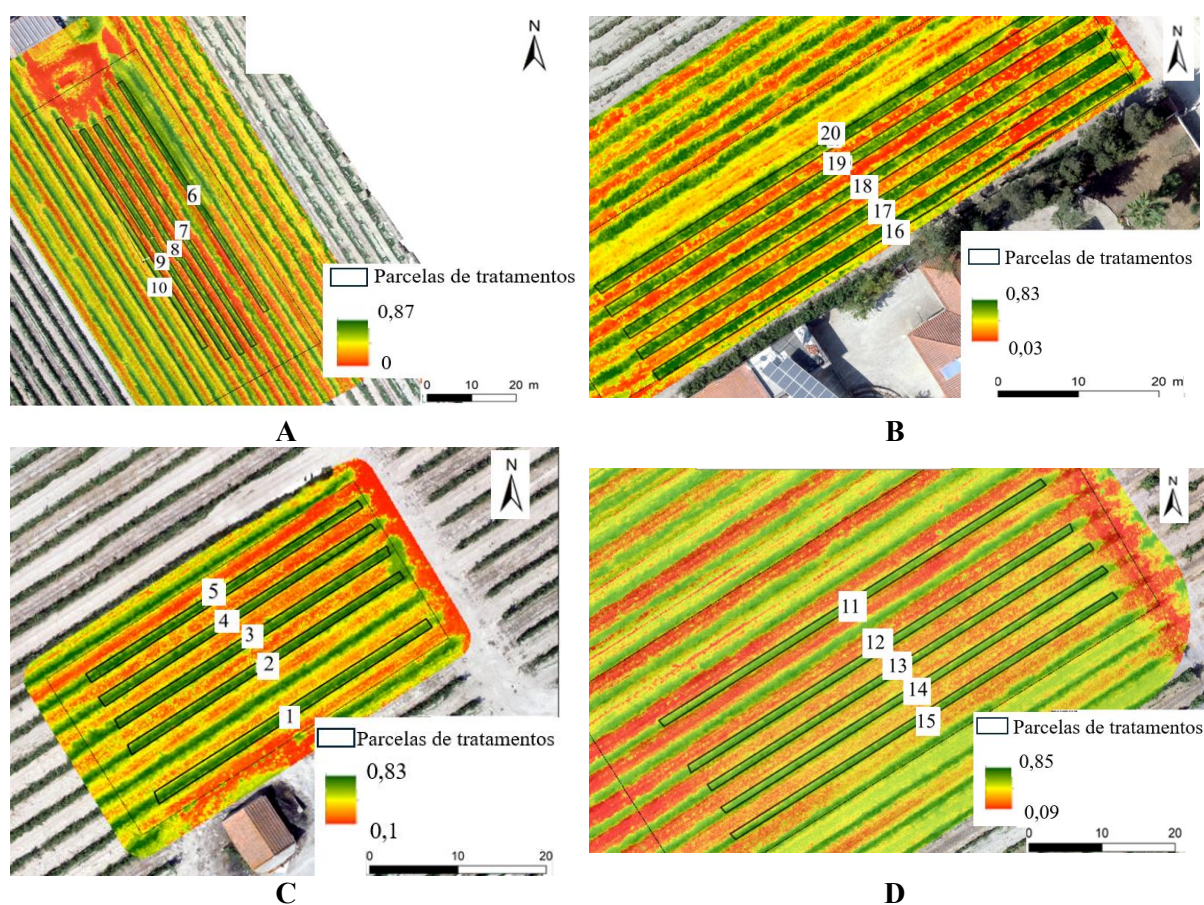 N
6
7
8
9
10
Parcelas de tratamentos
0,87
0
0 10 20 m
A
N
20
19
18
17
16
Parcelas de tratamentos
0,83
0,03
0 10 20 m
B
N
5
4
3
2
1
Parcelas de tratamentos
0,83
0,1
0 10 20
C
N
11
12
13
14
15
Parcelas de tratamentos
0,85
0,09
0 10 20
D